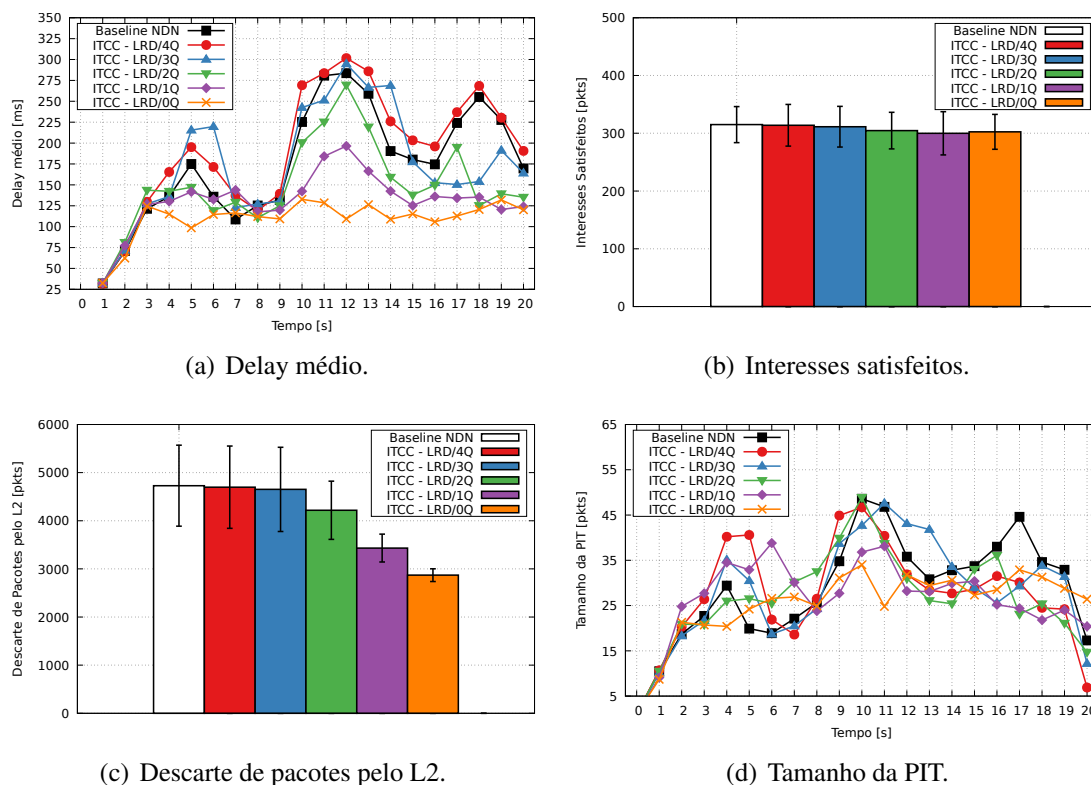 350
325
300
275
250
225
200
175
150
125
100
75
50
25
Delay médio [ms]
Baseline NDN
ITCC - LRD/4Q
ITCC - LRD/3Q
ITCC - LRD/2Q
ITCC - LRD/1Q
ITCC - LRD/0Q
0 1 2 3 4 5 6 7 8 9 10 11 12 13 14 15 16 17 18 19 20
Tempo [s]
(a) Delay médio.
500
400
300
200
100
0
Interesses Satisfeitos [pkts]
Baseline NDN
ITCC - LRD/4Q
ITCC - LRD/3Q
ITCC - LRD/2Q
ITCC - LRD/1Q
ITCC - LRD/0Q
(b) Interesses satisfeitos.
6000
5000
4000
3000
2000
1000
0
Descarte de Pacotes pelo L2 [pkts]
Baseline NDN
ITCC - LRD/4Q
ITCC - LRD/3Q
ITCC - LRD/2Q
ITCC - LRD/1Q
ITCC - LRD/0Q
(c) Descarte de pacotes pelo L2.
65
55
45
35
25
15
5
Tamanho da PIT [pkts]
Baseline NDN
ITCC - LRD/4Q
ITCC - LRD/3Q
ITCC - LRD/2Q
ITCC - LRD/1Q
ITCC - LRD/0Q
0 1 2 3 4 5 6 7 8 9 10 11 12 13 14 15 16 17 18 19 20
Tempo [s]
(d) Tamanho da PIT.